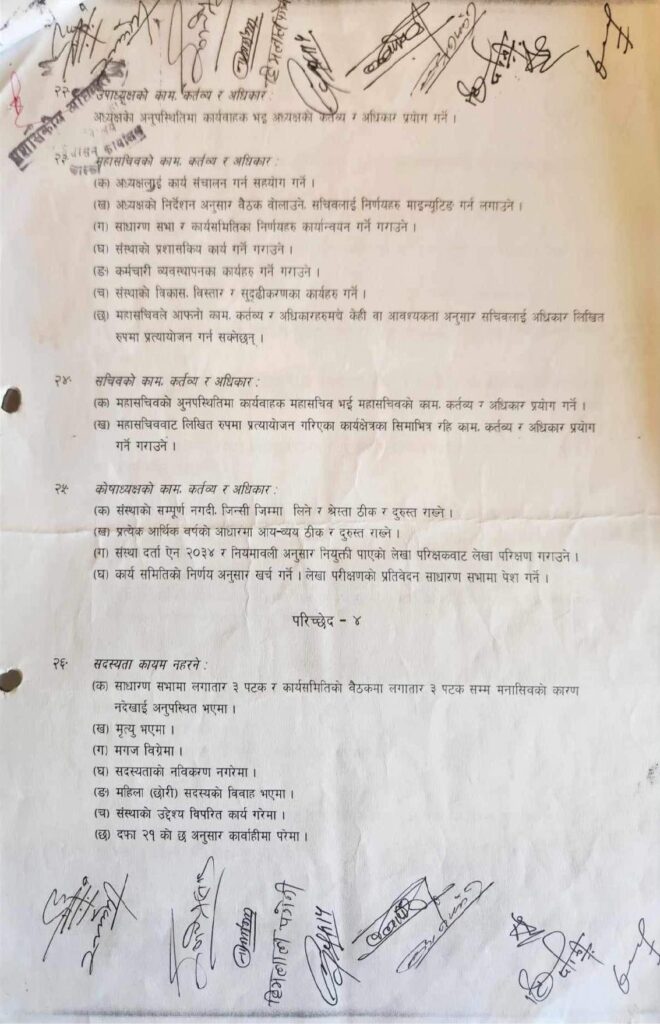 २२. उपाध्यक्षको काम. कर्तव्य र अधिकार :
अध्यक्षको अनुपस्थितिमा कार्यवाहक भइ अध्यक्षको कर्तव्य र अधिकार प्रयोग गर्ने ।
२३. महासचिवको काम. कर्तव्य र अधिकार :
(क) अध्यक्षलाई कार्य संचालन गर्न सहयोग गर्ने ।
(ख) अध्यक्षको निर्देशन अनुसार बैठक वोलाउने. सचिवलाई निर्णयहरु माइन्यूटिङ गर्न लगाउने ।
(ग) साधारण सभा र कार्यसमितिका निर्णयहरु कार्यान्वयन गर्ने गराउने ।
(घ) संस्थाको प्रशासकिय कार्य गर्ने गराउने ।
(ङ) कर्मचारी व्यवस्थापनका कार्यहरु गर्ने गराउने ।
(च) संस्थाको विकास. विस्तार र सुदृढीकरणका कार्यहरु गर्ने ।
(छ) महासचिवले आफ्नो काम. कर्तव्य र अधिकारहरुमध्ये केही वा आवश्यकता अनुसार सचिवलाई अधिकार लिखित
रुपमा प्रत्यायोजन गर्न सक्नेछन् ।
२४. सचिवको काम. कर्तव्य र अधिकार :
(क) महासचिवको अुनपस्थितिमा कार्यवाहक महासचिव भई महासचिवको काम. कर्तव्य र अधिकार प्रयोग गर्ने ।
(ख) महासचिववाट लिखित रुपमा प्रत्यायोजन गरिएका कार्यक्षेत्रका सिमाभित्र रहि काम. कर्तव्य र अधिकार प्रयोग
गर्ने गराउने ।
२५. कोषाध्यक्षको काम. कर्तव्य र अधिकार :
(क) संस्थाको सम्पूर्ण नगदी. जिन्सी जिम्मा लिने र श्रेस्ता ठीक र दुरुस्त राख्ने ।
(ख) प्रत्येक आर्थिक वर्षको आधारमा आय-व्यय ठीक र दुरुस्त राख्ने ।
(ग) संस्था दर्ता ऐन २०३४ र नियमावली अनुसार नियुक्ती पाएको लेखा परिक्षकवाट लेखा परिक्षण गराउने ।
(घ) कार्य समितिको निर्णय अनुसार खर्च गर्ने । लेखा परीक्षणको प्रतिवेदन साधारण सभामा पेश गर्ने ।
परिच्छेद - ४
२६. सदस्यता कायम नहरने :
(क) साधारण सभामा लगातार ३ पटक र कार्यसमितिको वैठकमा लगातार ३ पटक सम्म मनासिवको कारण
नदेखाई अनुपस्थित भएमा ।
(ख) मृत्यु भएमा ।
(ग) मगज विग्रेमा ।
(घ) सदस्यताको नविकरण नगरेमा ।
(ङ) महिला (छोरी) सदस्यको विवाह भएमा ।
(च) संस्थाको उद्देश्य विपरित कार्य गरेमा ।
(छ) दफा २१ को छ अनुसार कार्वाहीमा परेमा ।